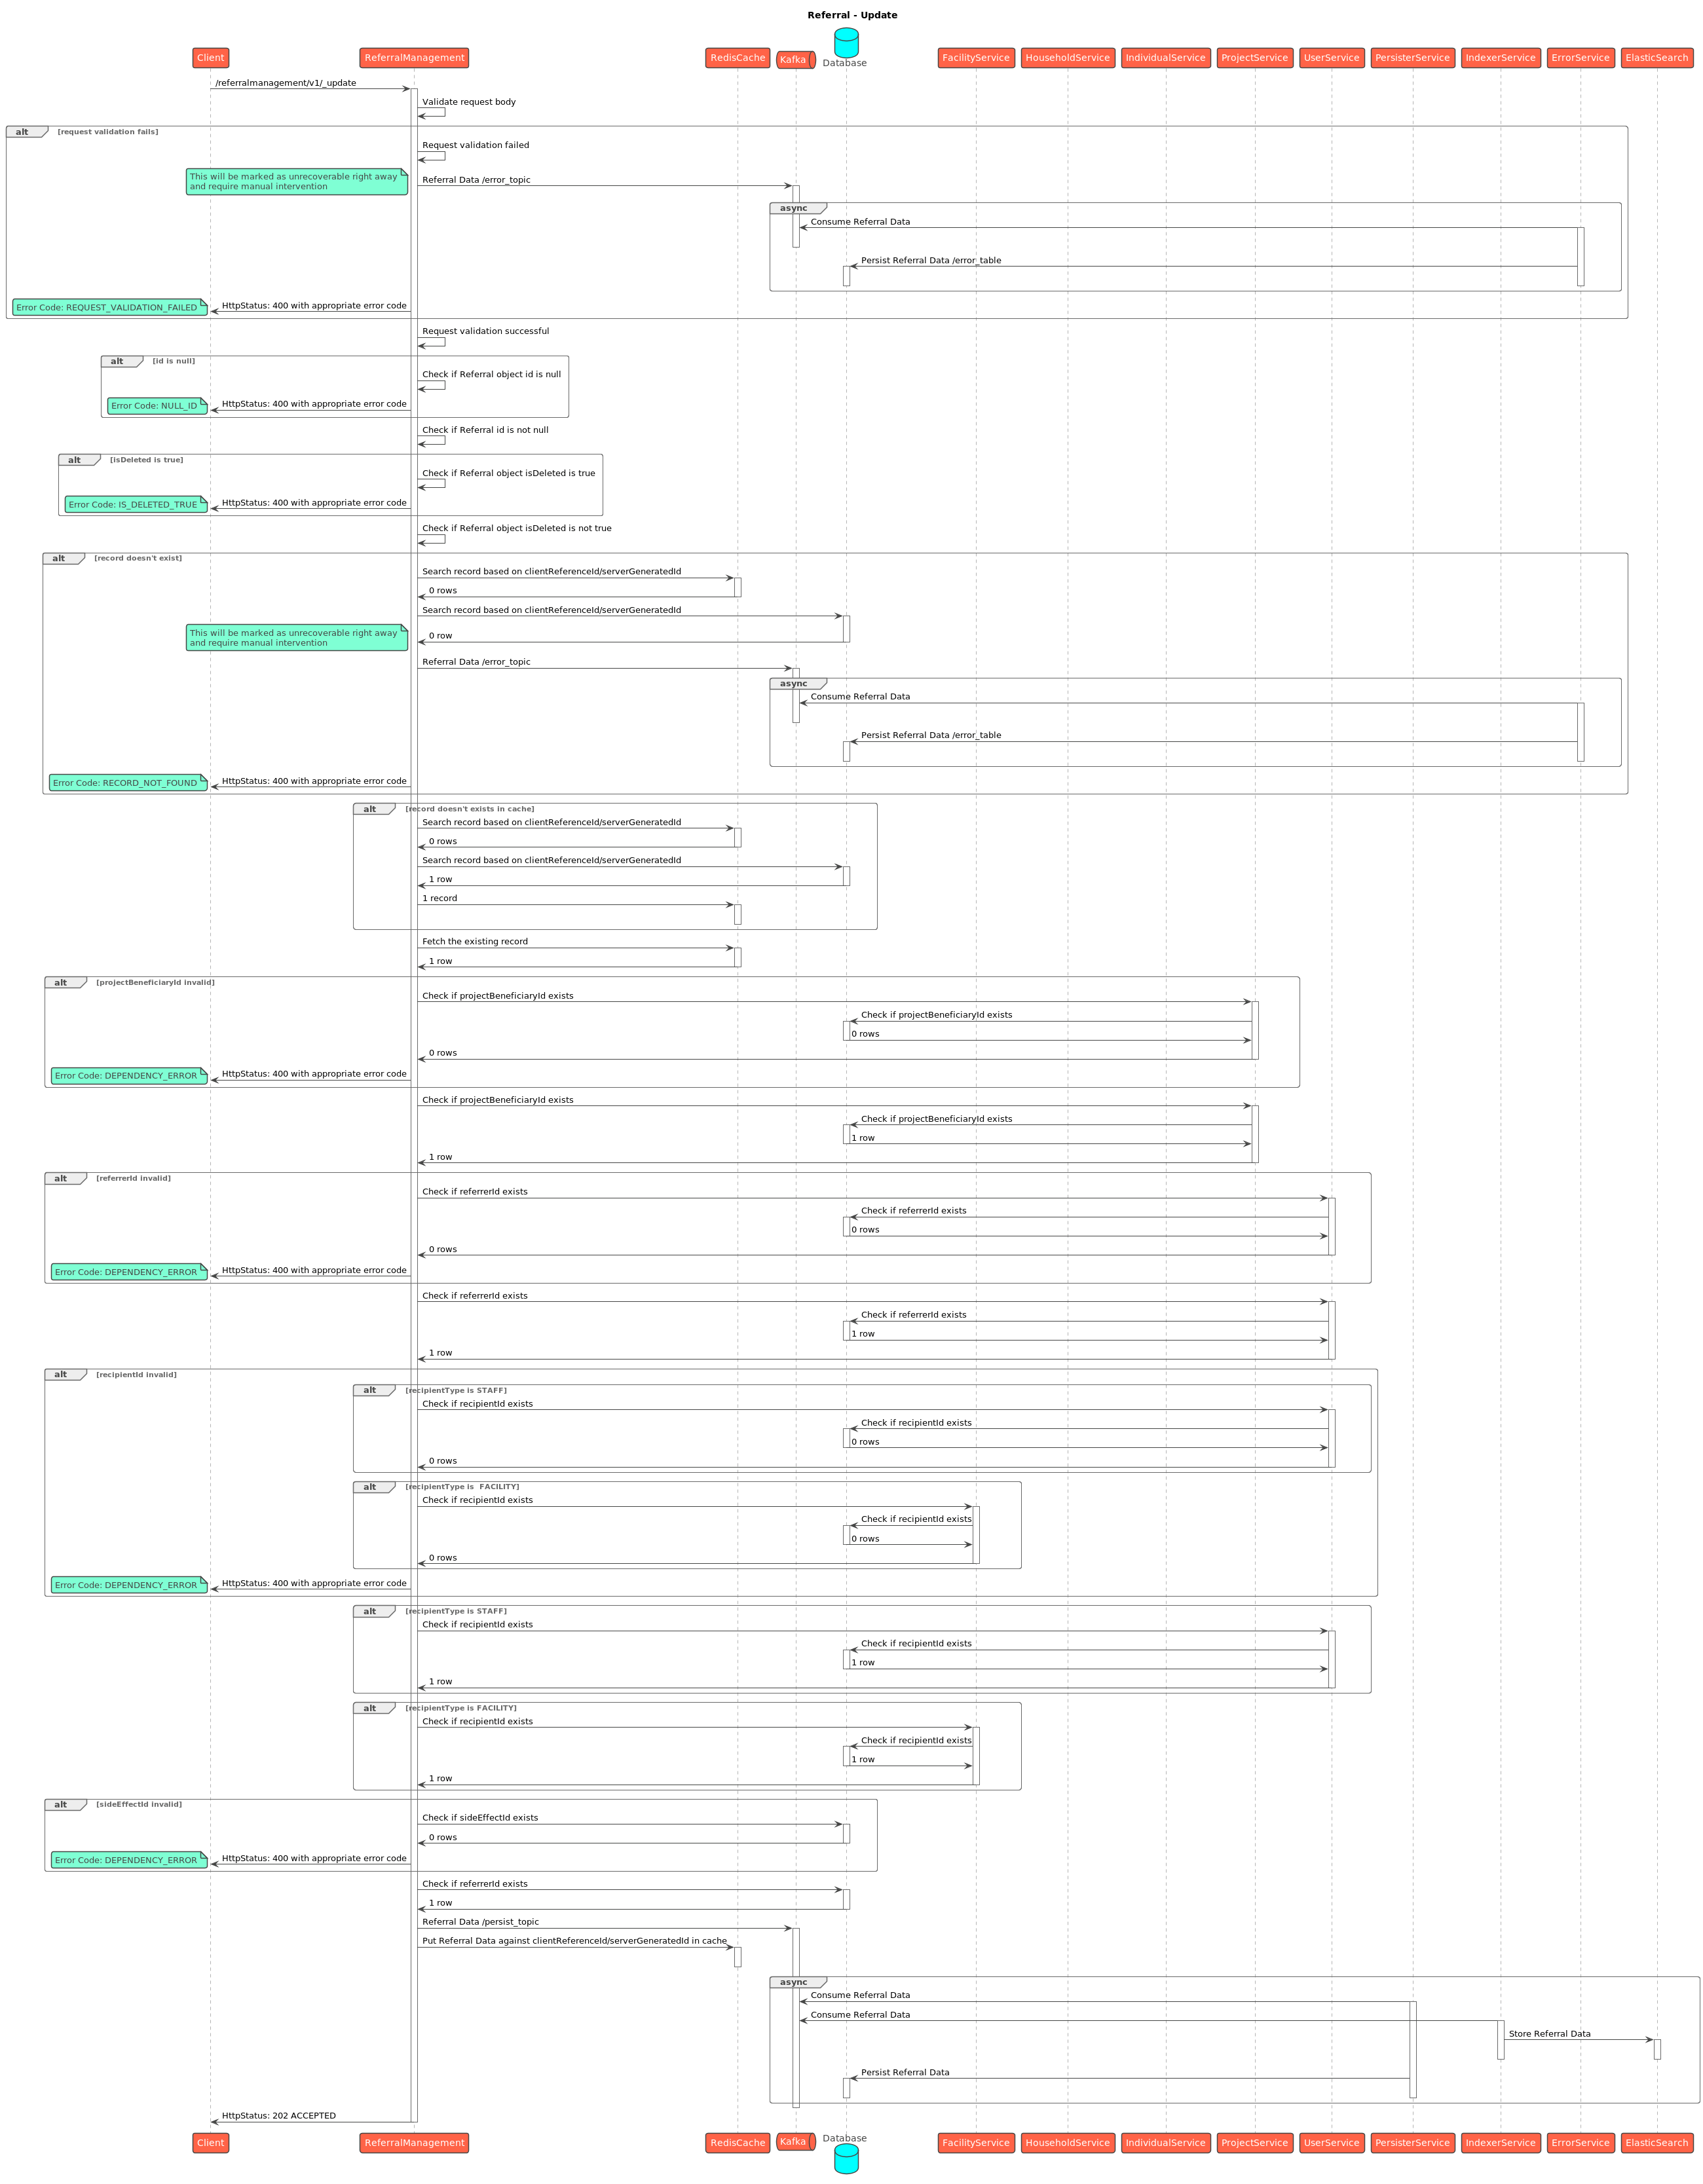 Referral - Update
Client
ReferralManagement
RedisCache
Kafka
Database
FacilityService
HouseholdService
IndividualService
ProjectService
UserService
PersisterService
IndexerService
ErrorService
ElasticSearch
/referralmanagement/v1/_update
Validate request body
alt [request validation fails]
Request validation failed
This will be marked as unrecoverable right away
and require manual intervention
Referral Data /error_topic
async
Consume Referral Data
Persist Referral Data /error_table
Error Code: REQUEST_VALIDATION_FAILED
HttpStatus: 400 with appropriate error code
Request validation successful
alt [id is null]
Check if Referral object id is null
Error Code: NULL_ID
HttpStatus: 400 with appropriate error code
Check if Referral id is not null
alt [isDeleted is true]
Check if Referral object isDeleted is true
Error Code: IS_DELETED_TRUE
HttpStatus: 400 with appropriate error code
Check if Referral object isDeleted is not true
alt [record doesn't exist]
Search record based on clientReferenceId/serverGeneratedId
0 rows
Search record based on clientReferenceId/serverGeneratedId
This will be marked as unrecoverable right away
and require manual intervention
0 row
Referral Data /error_topic
async
Consume Referral Data
Persist Referral Data /error_table
Error Code: RECORD_NOT_FOUND
HttpStatus: 400 with appropriate error code
alt [record doesn't exists in cache]
Search record based on clientReferenceId/serverGeneratedId
0 rows
Search record based on clientReferenceId/serverGeneratedId
1 row
1 record
Fetch the existing record
1 row
alt [projectBeneficiaryId invalid]
Check if projectBeneficiaryId exists
Check if projectBeneficiaryId exists
0 rows
0 rows
Error Code: DEPENDENCY_ERROR
HttpStatus: 400 with appropriate error code
Check if projectBeneficiaryId exists
Check if projectBeneficiaryId exists
1 row
1 row
alt [referrerId invalid]
Check if referrerId exists
Check if referrerId exists
0 rows
0 rows
Error Code: DEPENDENCY_ERROR
HttpStatus: 400 with appropriate error code
Check if referrerId exists
Check if referrerId exists
1 row
1 row
alt [recipientId invalid]
alt [recipientType is STAFF]
Check if recipientId exists
Check if recipientId exists
0 rows
0 rows
alt [recipientType is  FACILITY]
Check if recipientId exists
Check if recipientId exists
0 rows
0 rows
Error Code: DEPENDENCY_ERROR
HttpStatus: 400 with appropriate error code
alt [recipientType is STAFF]
Check if recipientId exists
Check if recipientId exists
1 row
1 row
alt [recipientType is FACILITY]
Check if recipientId exists
Check if recipientId exists
1 row
1 row
alt [sideEffectId invalid]
Check if sideEffectId exists
0 rows
Error Code: DEPENDENCY_ERROR
HttpStatus: 400 with appropriate error code
Check if referrerId exists
1 row
Referral Data /persist_topic
Put Referral Data against clientReferenceId/serverGeneratedId in cache
async
Consume Referral Data
Consume Referral Data
Store Referral Data
Persist Referral Data
HttpStatus: 202 ACCEPTED
Client
ReferralManagement
RedisCache
Kafka
Database
FacilityService
HouseholdService
IndividualService
ProjectService
UserService
PersisterService
IndexerService
ErrorService
ElasticSearch